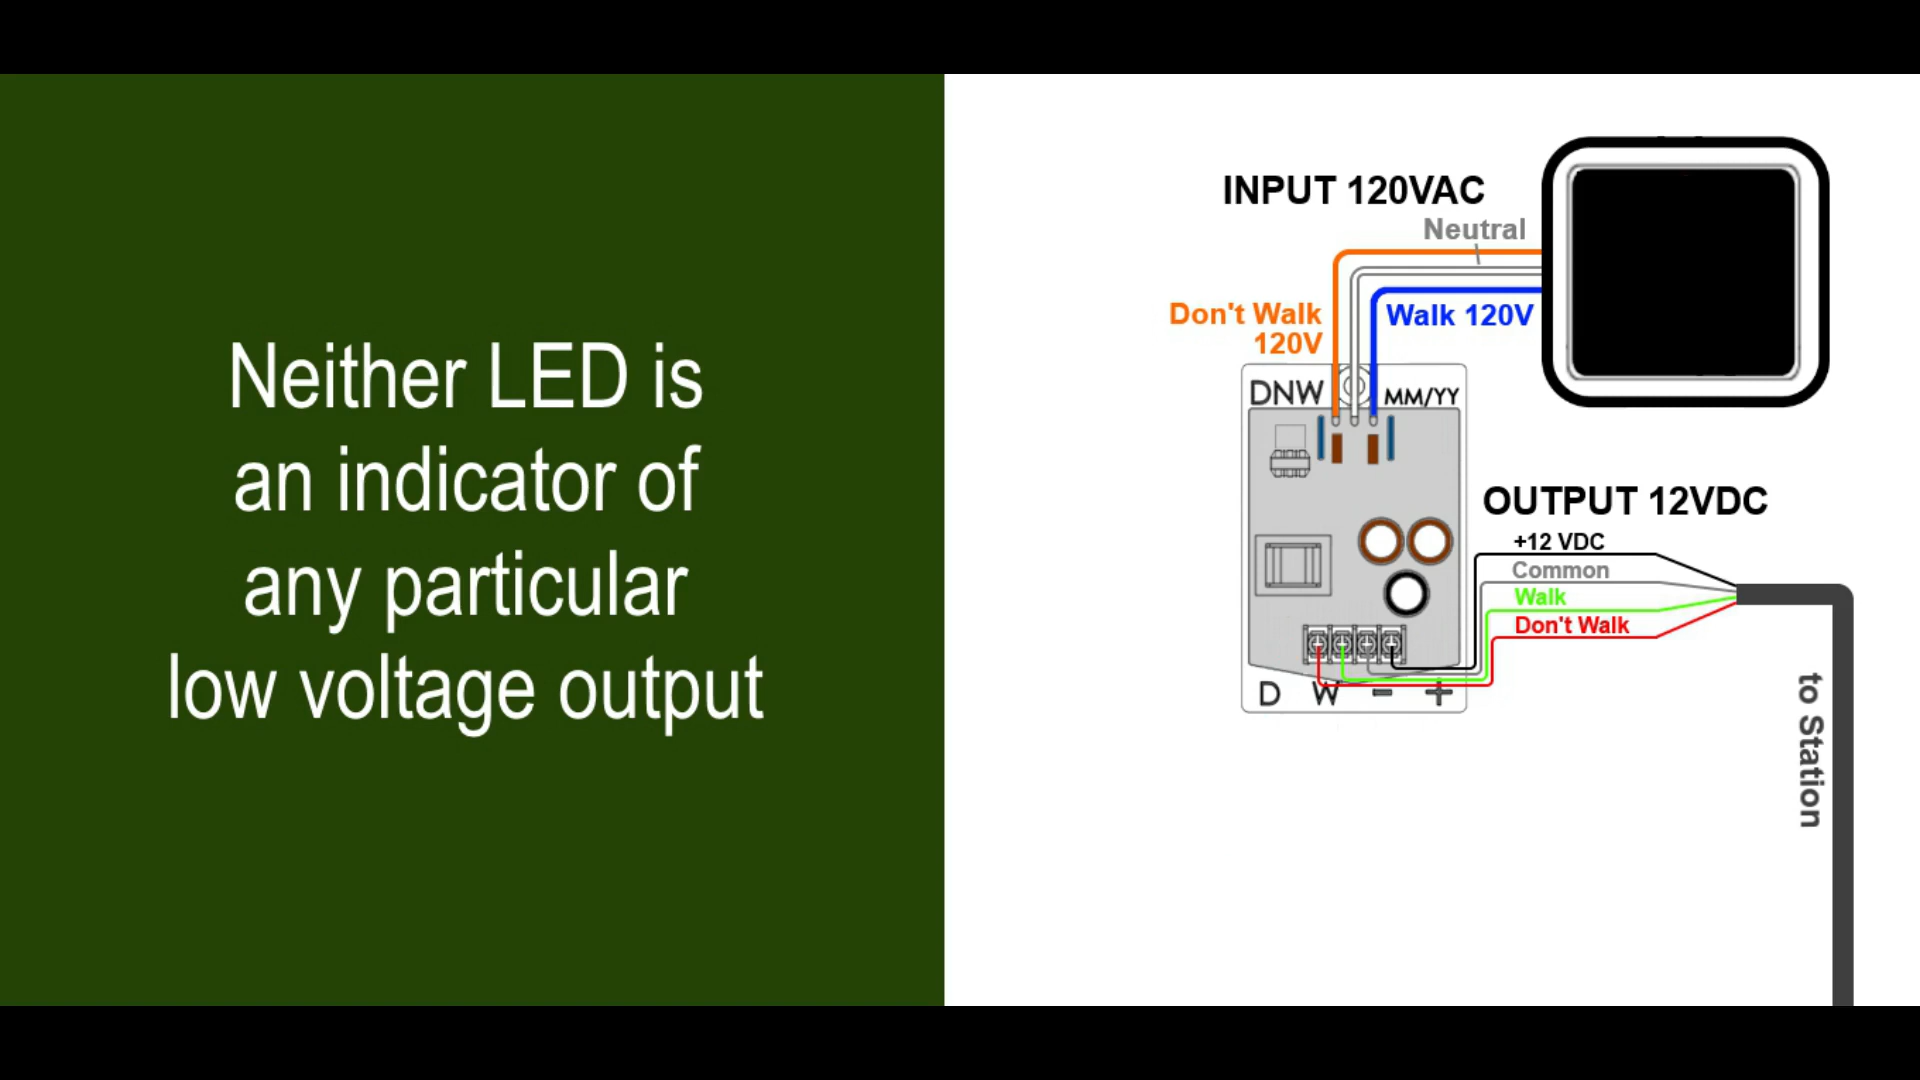 Neither LED is
an indicator of
any particular
low voltage output
INPUT 120VAC
Neutral
Don't Walk
120V
Walk 120V
DNW
MM/YY
OUTPUT 12VDC
+12 VDC
Common
Walk
Don't Walk
D W - +
to Station